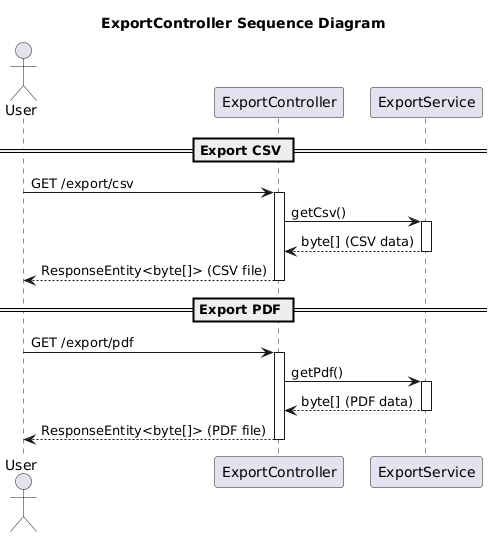 ExportController Sequence Diagram
User
ExportController
ExportService
Export CSV
GET /export/csv
getCsv()
byte[] (CSV data)
ResponseEntity<byte[]> (CSV file)
Export PDF
GET /export/pdf
getPdf()
byte[] (PDF data)
ResponseEntity<byte[]> (PDF file)
User
ExportController
ExportService